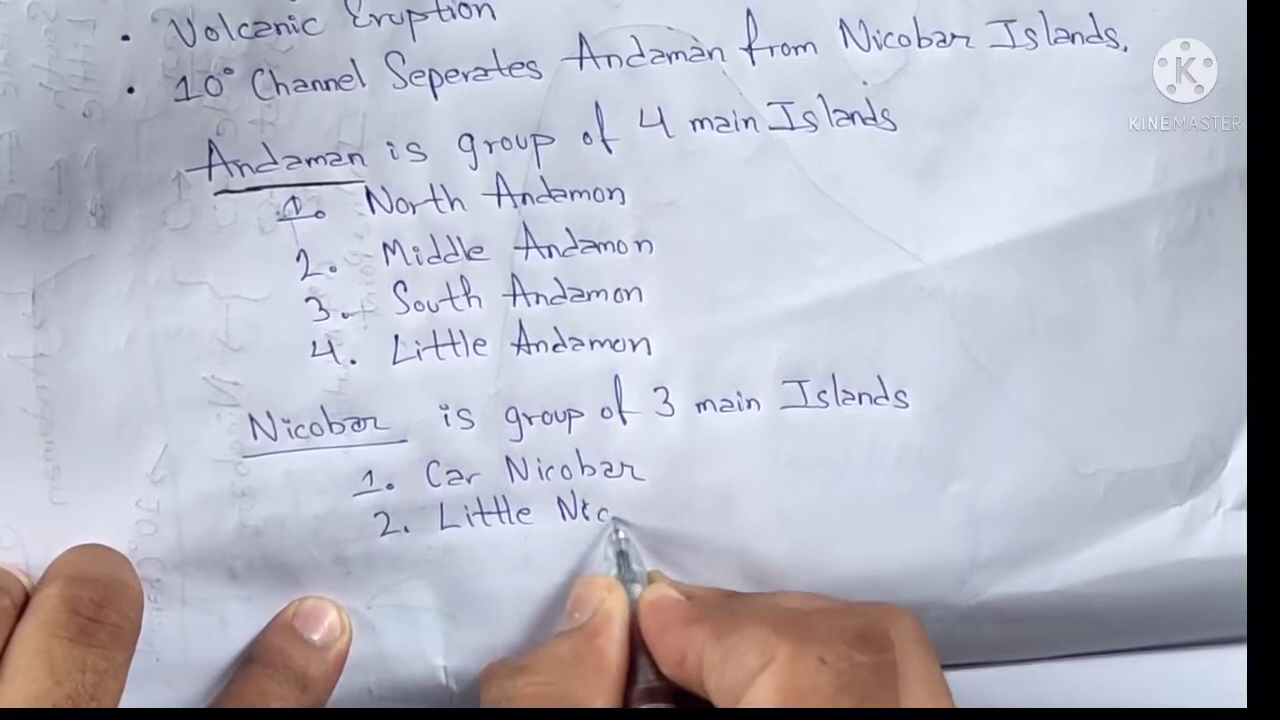 • Volcanic Eruption
• 10° Channel Seperates Andaman from Nicobar Islands.
Andaman is group of 4 main Islands
1. North Andamon
2. Middle Andamon
3. South Andamon
4. Little Andamon
Nicobar is group of 3 main Islands
1. Car Nicobar
2. Little Nic
K
KINEMASTER